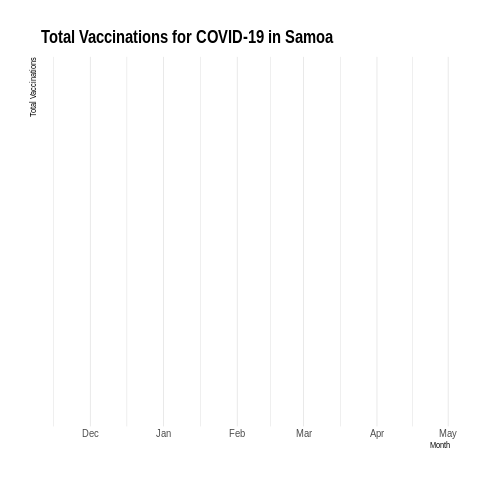 Total Vaccinations for COVID-19 in Samoa
Total Vaccinations
Dec Jan Feb Mar Apr May
Month